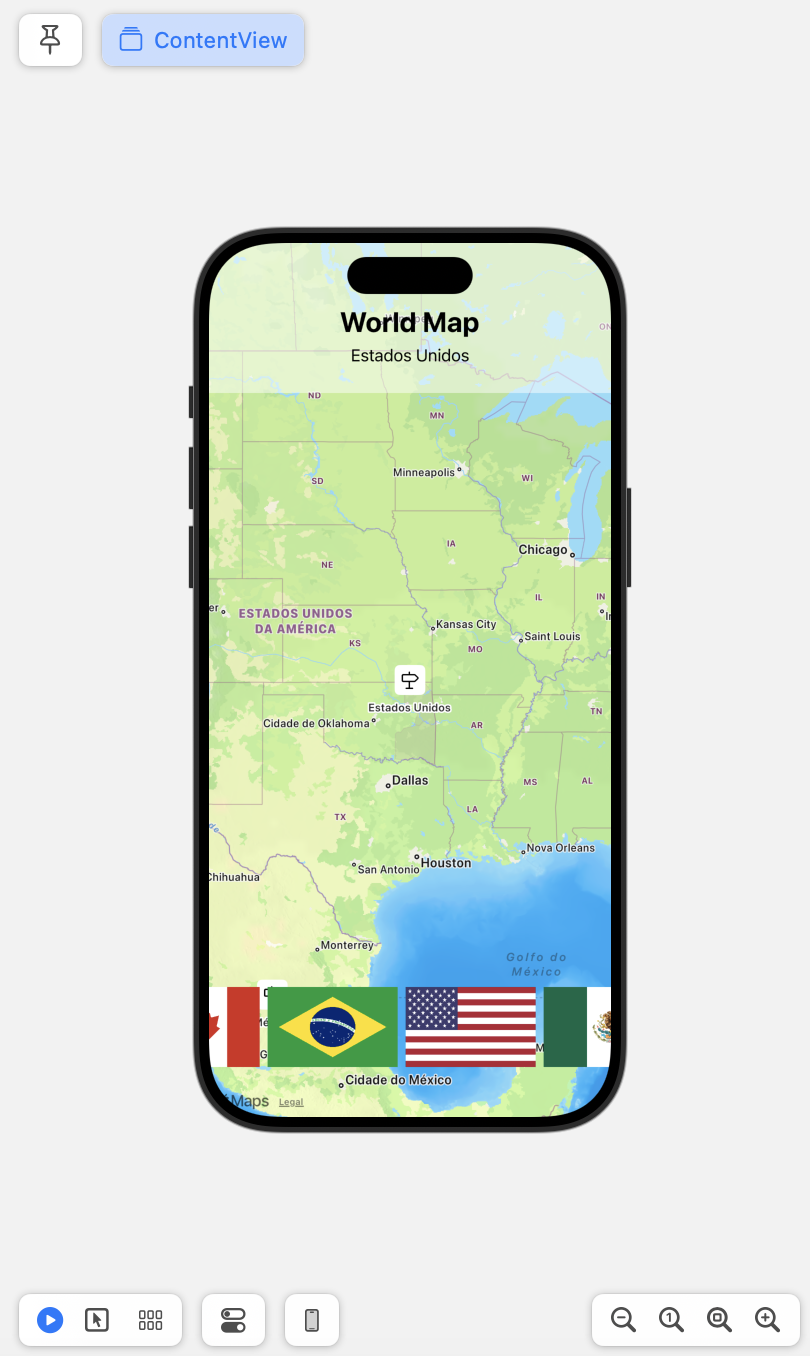 ContentView
World Map
Estados Unidos
ND
MN
Minneapolis
SD
WI
IA
Chicago
NE
IL
IN
ESTADOS UNIDOS
DA AMÉRICA
Kansas City
Saint Louis
KS
MO
Estados Unidos
Cidade de Oklahoma
AR
TN
Dallas
MS
AL
LA
TX
Nova Orleans
Houston
San Antonio
Chihuahua
Monterrey
Golfo do
México
Cidade do México
Maps
Legal
1